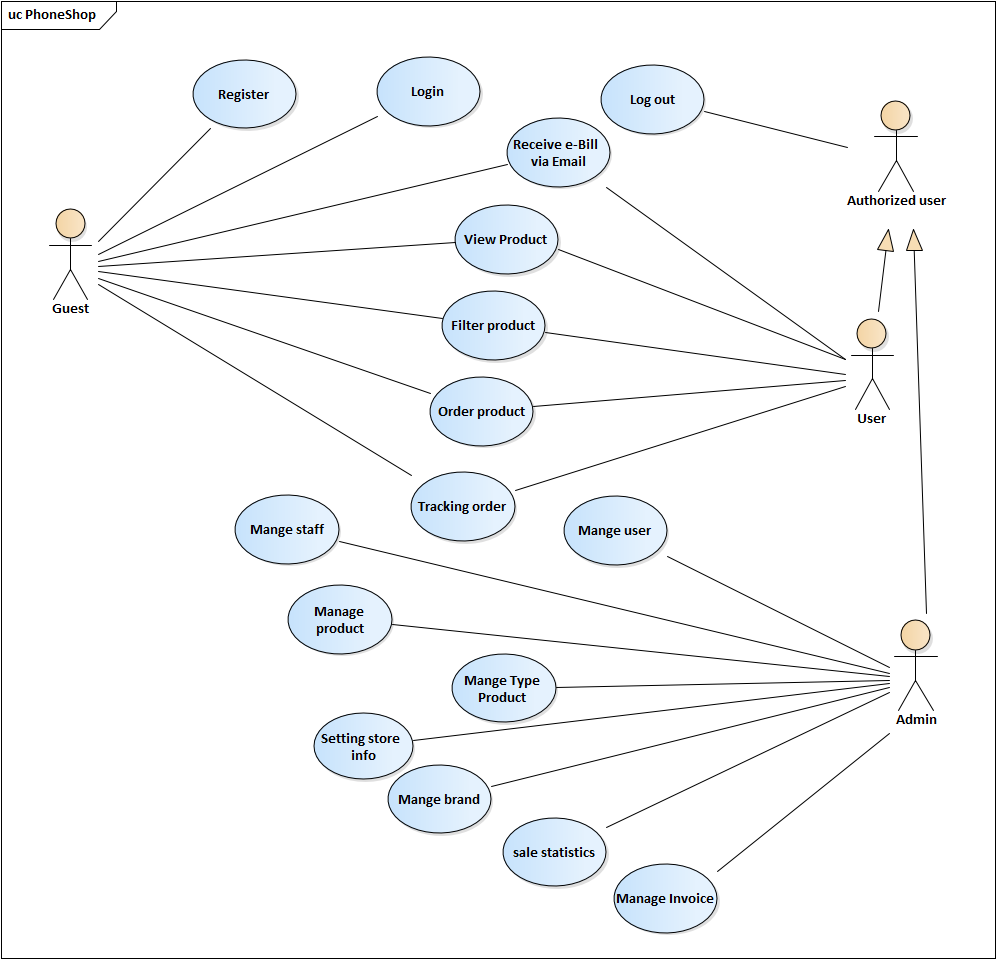 uc PhoneShop
Register
Login
Log out
Receive e-Bill
via Email
Authorized user
View Product
Guest
Filter product
Order product
User
Tracking order
Mange staff
Mange user
Manage
product
Mange Type
Product
Admin
Setting store
info
Mange brand
sale statistics
Manage Invoice